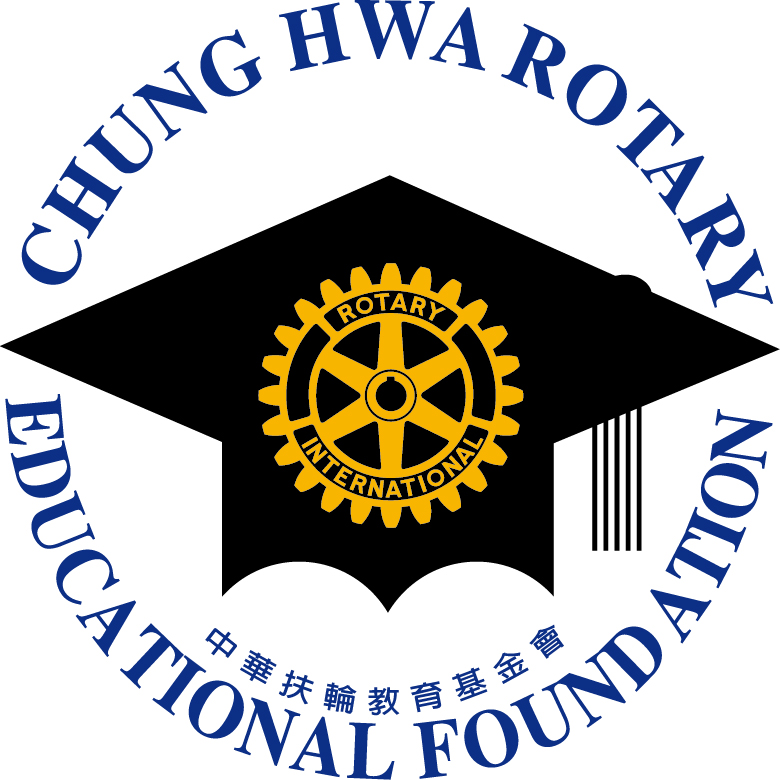 CHUNG HWA ROTARY
ROTARY
INTERNATIONAL
中華扶輪教育基金會
EDUCATIONAL FOUNDATION